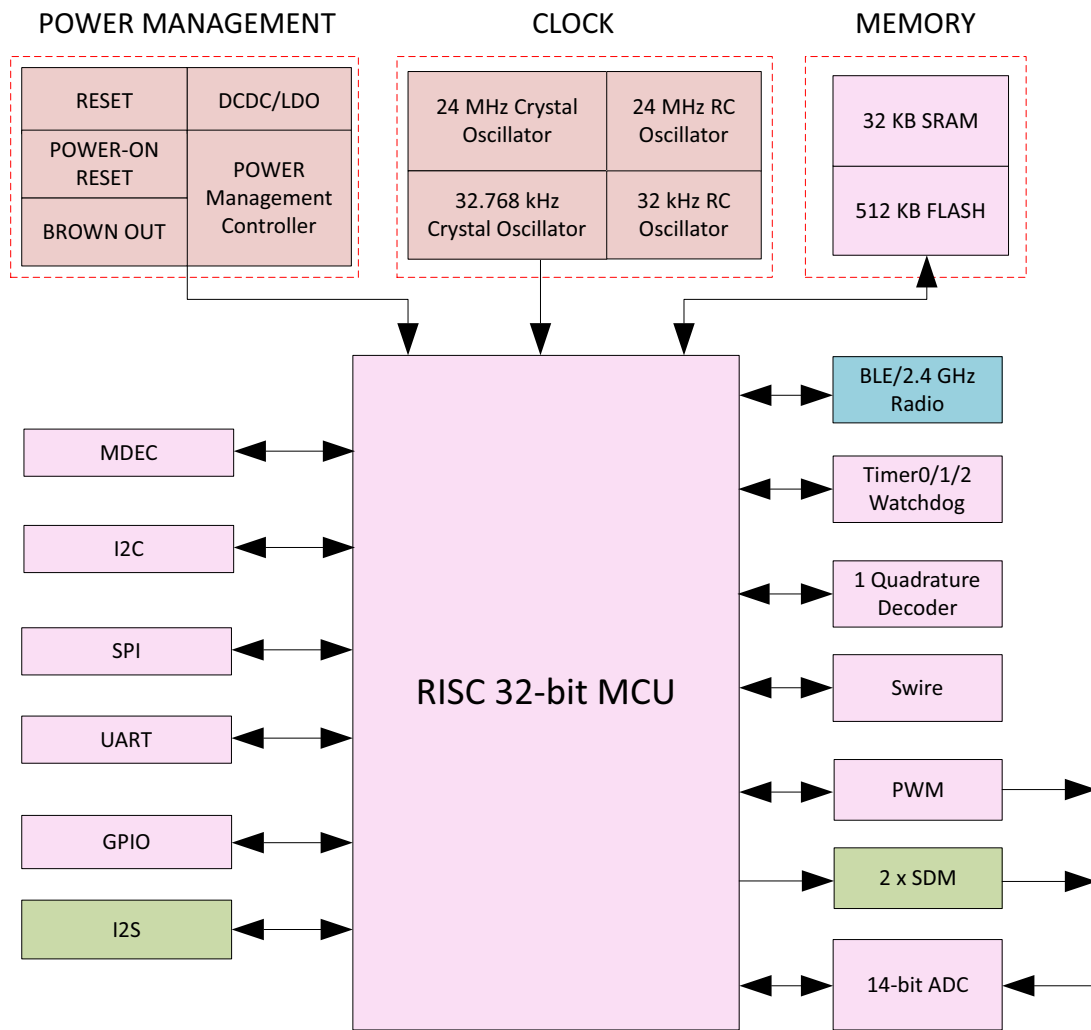 POWER MANAGEMENT
CLOCK
MEMORY
RESET
DCDC/LDO
POWER-ON
RESET
BROWN OUT
POWER
Management
Controller
24 MHz Crystal
Oscillator
24 MHz RC
Oscillator
32.768 kHz
Crystal Oscillator
32 kHz RC
Oscillator
32 KB SRAM
512 KB FLASH
MDEC
I2C
SPI
UART
GPIO
I2S
RISC 32-bit MCU
BLE/2.4 GHz
Radio
Timer0/1/2
Watchdog
1 Quadrature
Decoder
Swire
PWM
2 x SDM
14-bit ADC